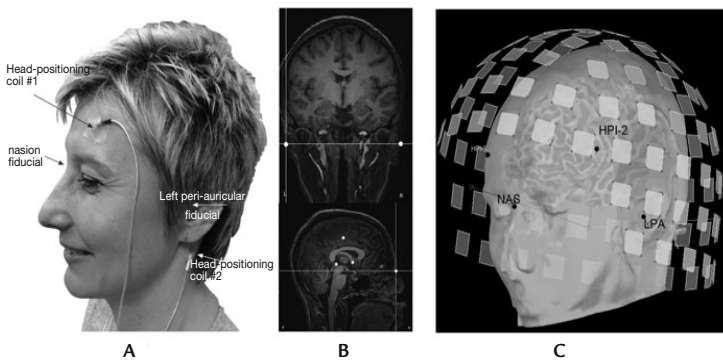 Head-positioning
coil #1
nasion
fiducial
Left peri-auricular
fiducial
Head-positioning
coil #2
HPI-2
NAS
LPA
A
B
C